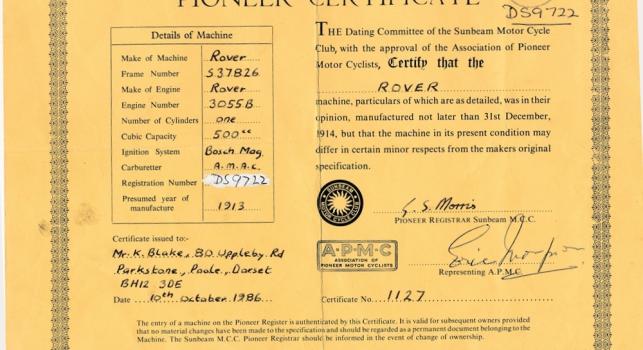 PIONEER CERTIFICATE
DS9722
Details of Machine
Make of Machine Rover
Frame Number 537826
Make of Engine Rover
Engine Number 3055B
Number of Cylinders one
Cubic Capacity 500cc
Ignition System Bosch Mag.
Carburetter A.M.A.C.
Registration Number DS9722
Presumed year of
manufacture 1913
THE Dating Committee of the Sunbeam Motor Cycle
Club, with the approval of the Association of Pioneer
Motor Cyclists, Certify that the
ROVER
machine, particulars of which are as detailed, was in their
opinion, manufactured not later than 31st December,
1914, but that the machine in its present condition may
differ in certain minor respects from the makers original
specification.
SUNBEAM
MOTOR CYCLE CLUB
G. S. Morris
PIONEER REGISTRAR Sunbeam M.C.C.
A·P·M·C
ASSOCIATION OF
PIONEER MOTOR CYCLISTS
Representing A.P.M.C.
Certificate issued to:-
Mr. K. Blake, 80 Uppleby Rd
Parkstone, Poole, Dorset
BH12 3DE
Date 10th October 1986
Certificate No. 1127
The entry of a machine on the Pioneer Register is authenticated by this Certificate. It is valid for subsequent owners provided
that no material changes have been made to the specification and should be regarded as a permanent document belonging to the
Machine. The Sunbeam M.C.C. Pioneer Registrar should be informed in the event of change of ownership.